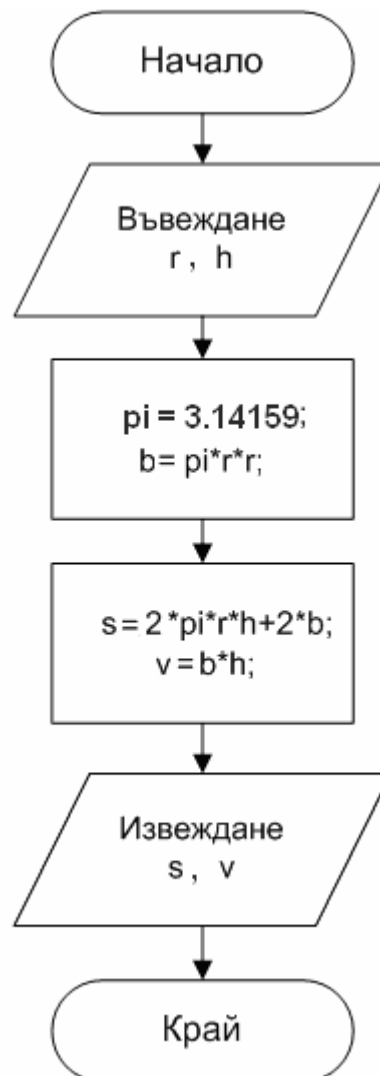 Начало
Въвеждане
r , h
pi = 3.14159;
b= pi*r*r;
s=2*pi*r*h+2*b;
v=b*h;
Извеждане
s , v
Край